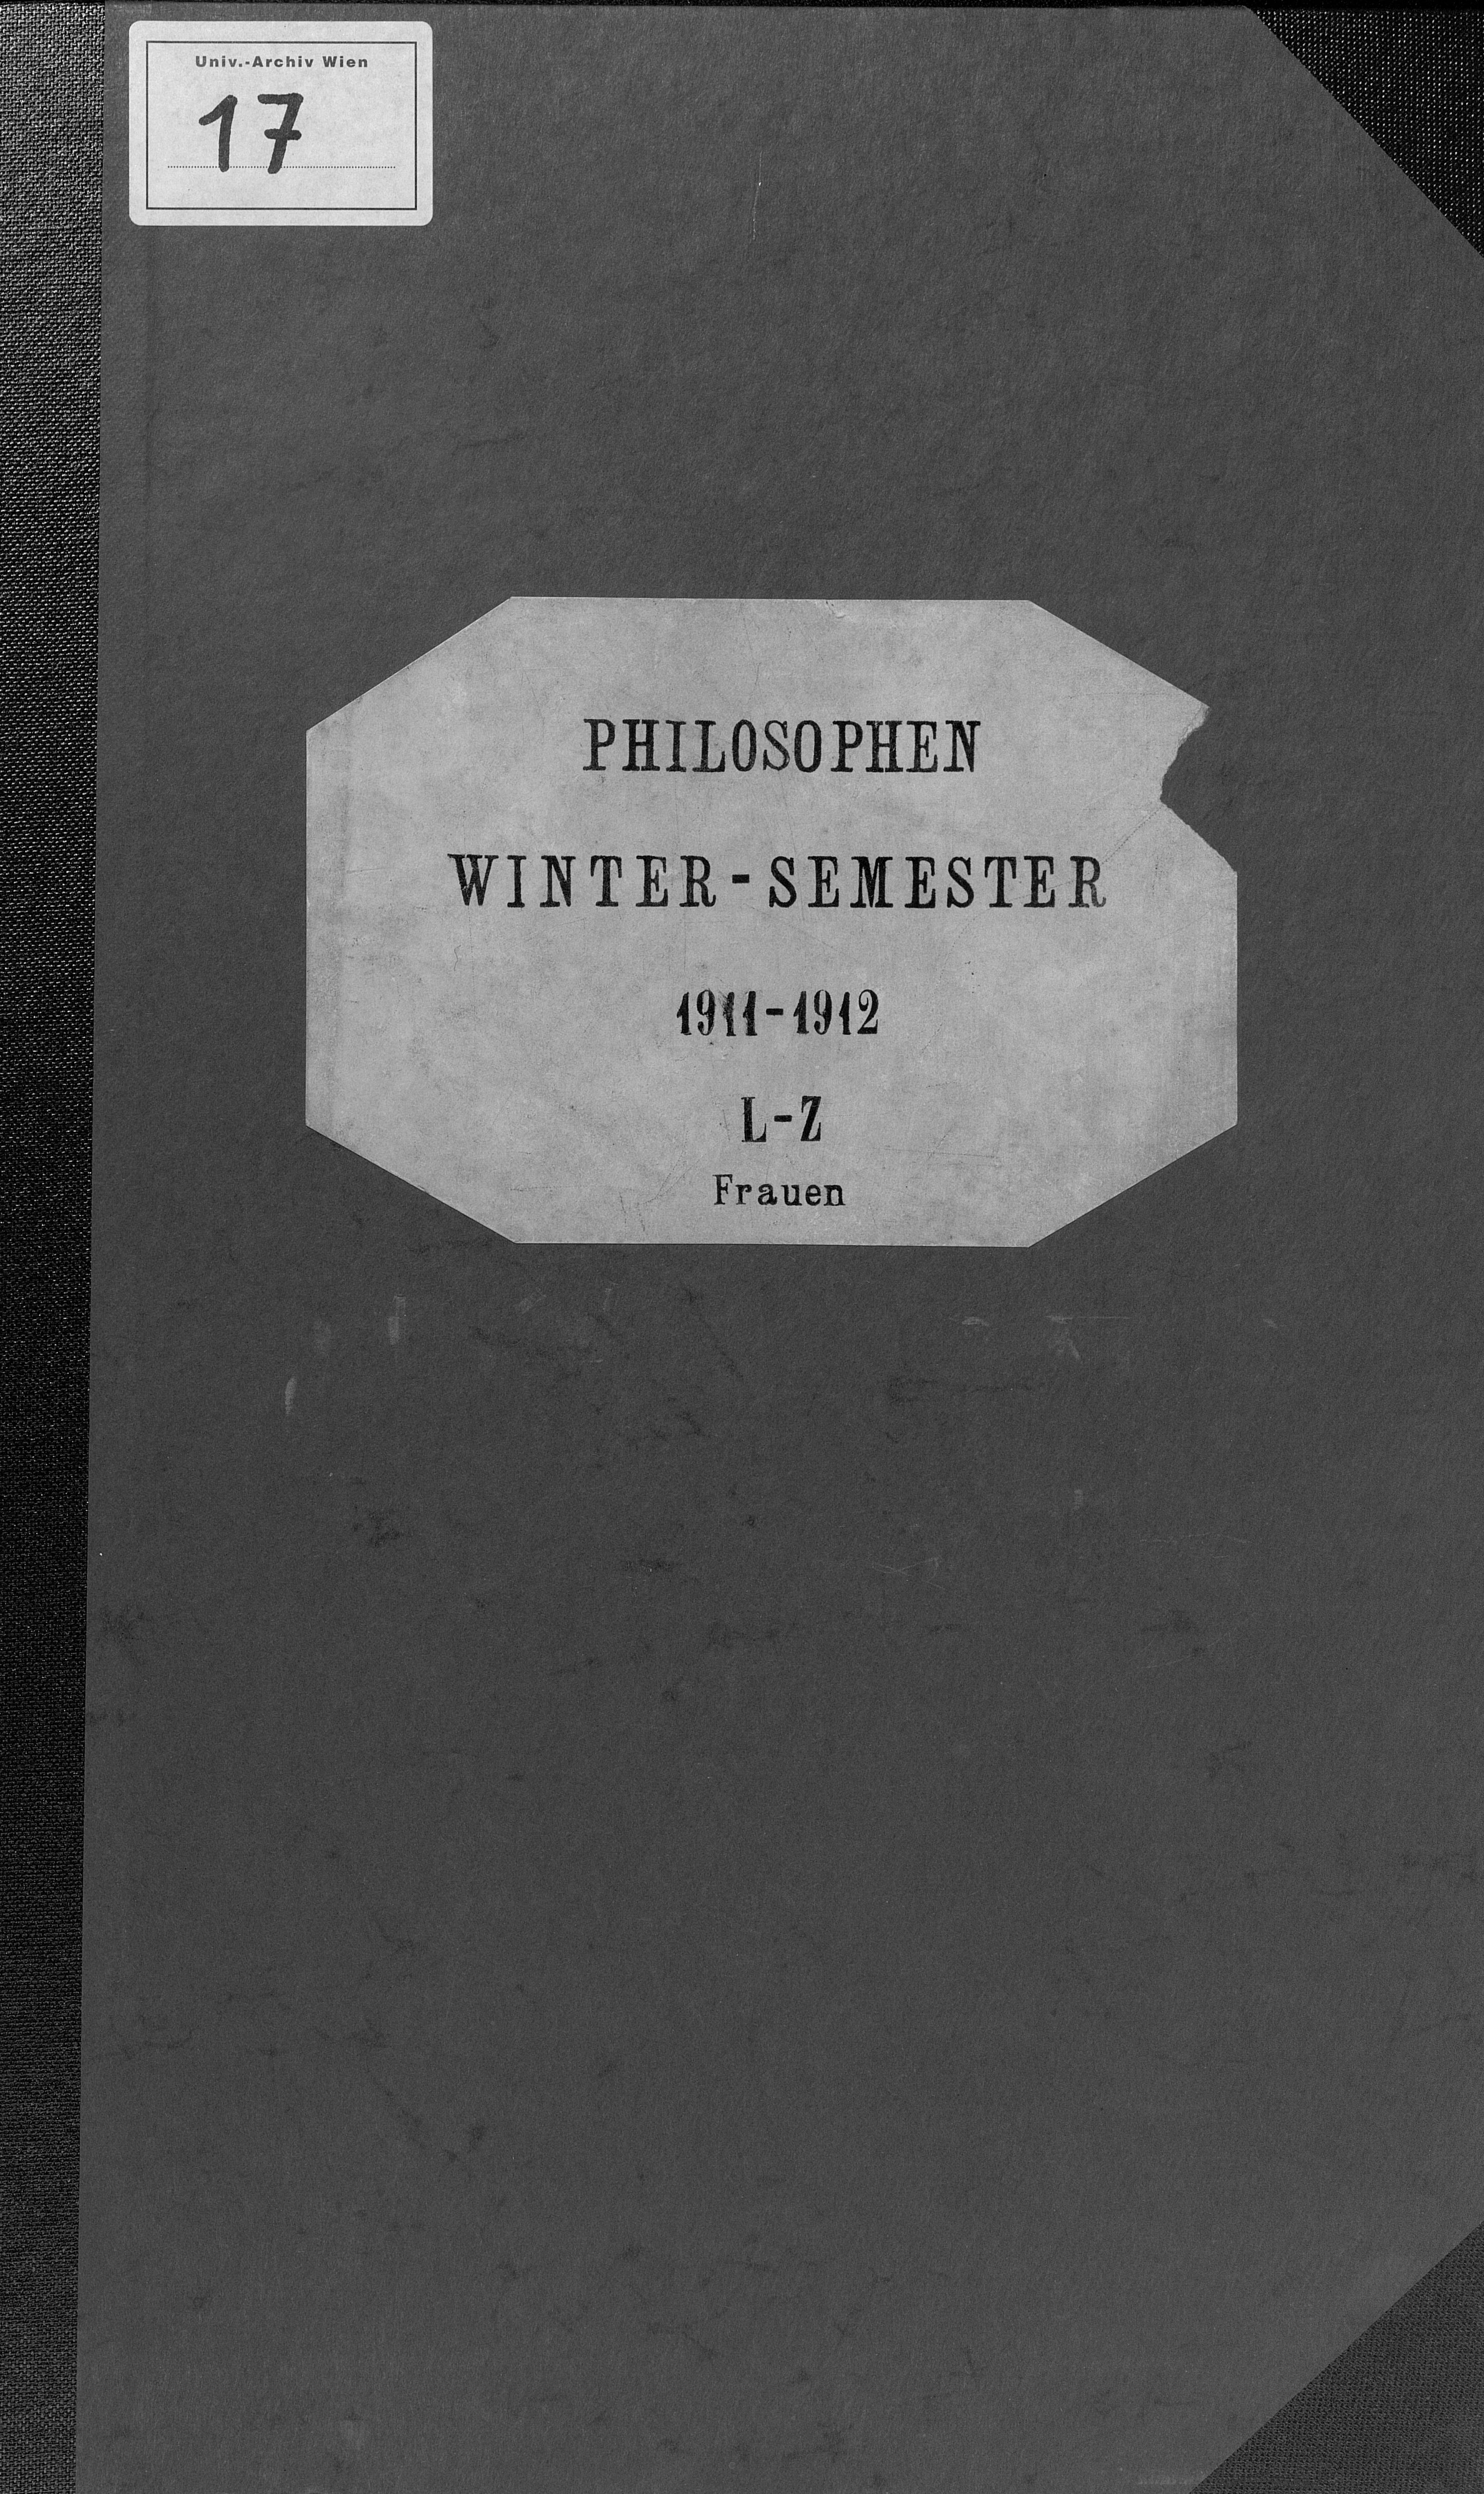 Univ.-Archiv Wien
17
PHILOSOPHEN
WINTER-SEMESTER
1911-1912
L-Z
Frauen